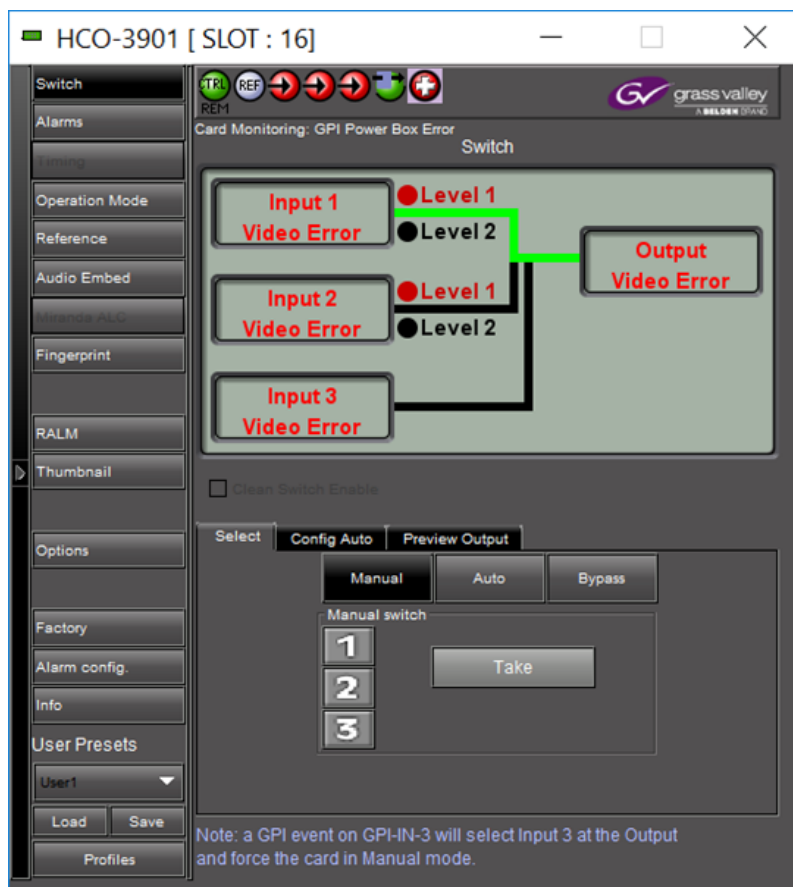 HCO-3901 [ SLOT : 16]
Switch
Alarms
Timing
Operation Mode
Reference
Audio Embed
Miranda ALC
Fingerprint
RALM
Thumbnail
Options
Factory
Alarm config.
Info
User Presets
User1
Load Save
Profiles
CTRL REF
REM
grass valley
A BELDEN BRAND
Card Monitoring: GPI Power Box Error
Switch
Input 1
Video Error
Level 1
Level 2
Input 2
Video Error
Level 1
Level 2
Input 3
Video Error
Output
Video Error
Clean Switch Enable
Select Config Auto Preview Output
Manual Auto Bypass
Manual switch
1
2
3
Take
Note: a GPI event on GPI-IN-3 will select Input 3 at the Output
and force the card in Manual mode.